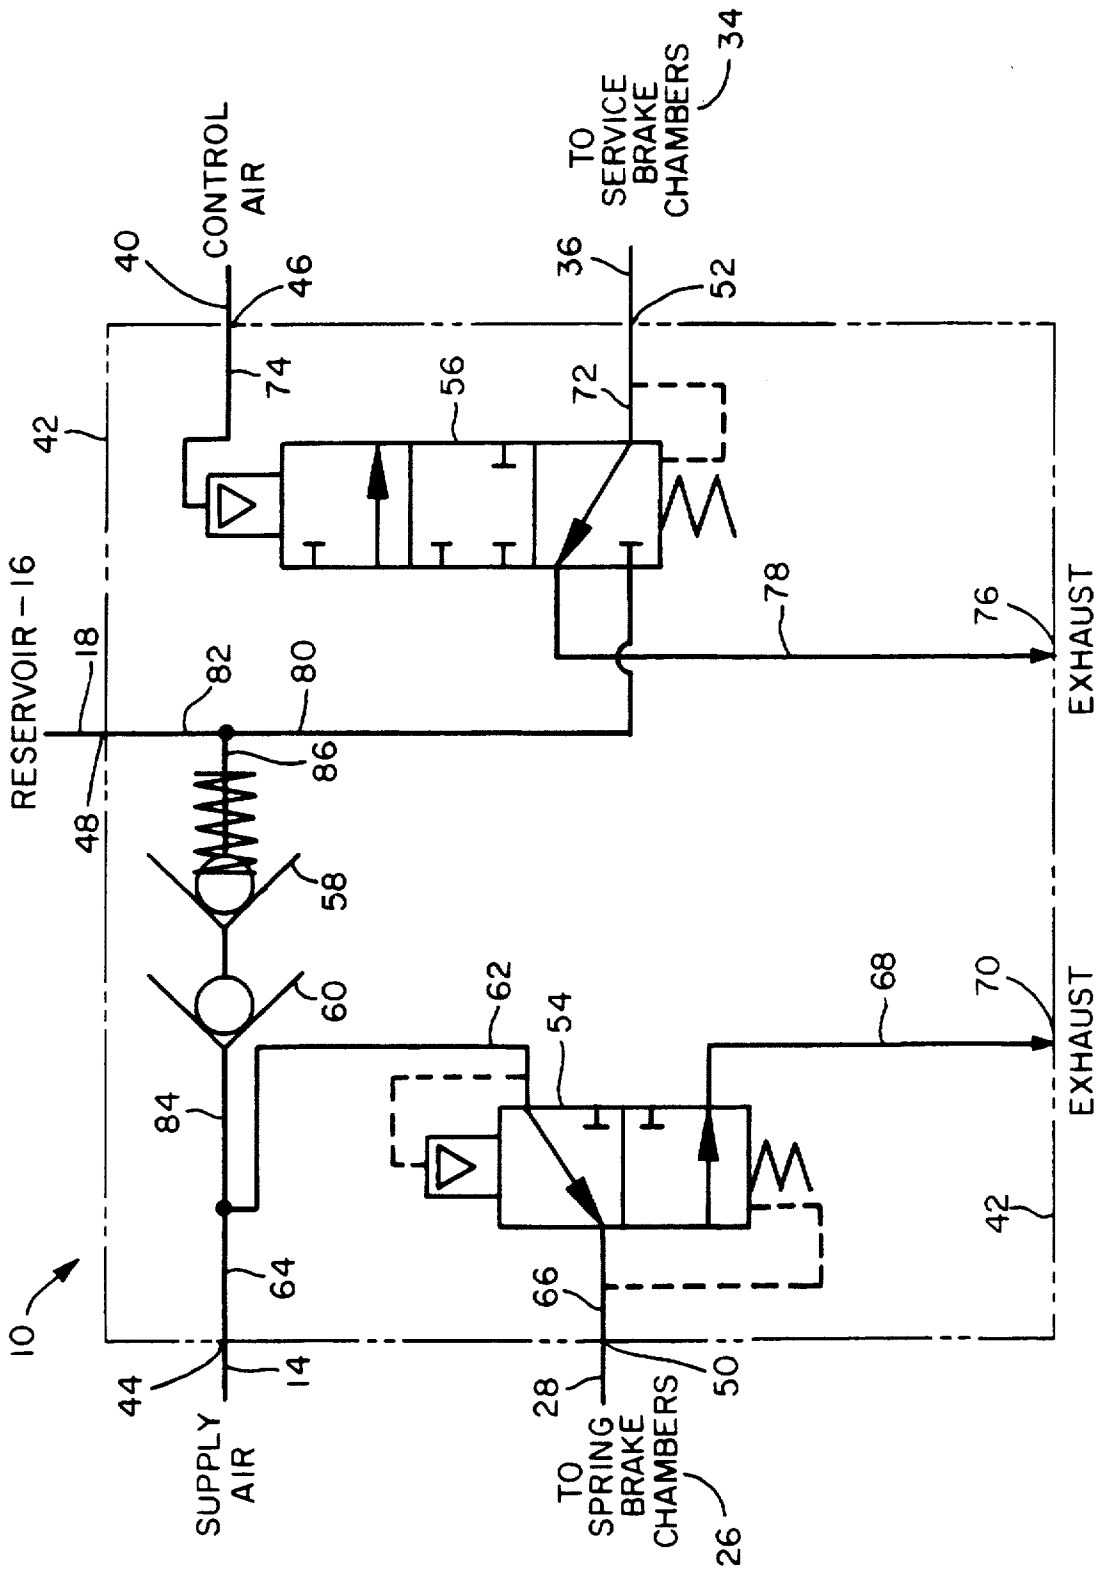 10
42
RESERVOIR-16
18
48
82
80
86
58
60
84
64
44
14
SUPPLY
AIR
40
CONTROL
AIR
46
74
56
72
36
52
TO
SERVICE
BRAKE
CHAMBERS
34
62
54
66
28
50
TO
SPRING
BRAKE
CHAMBERS
26
68
70
EXHAUST
78
76
EXHAUST
42